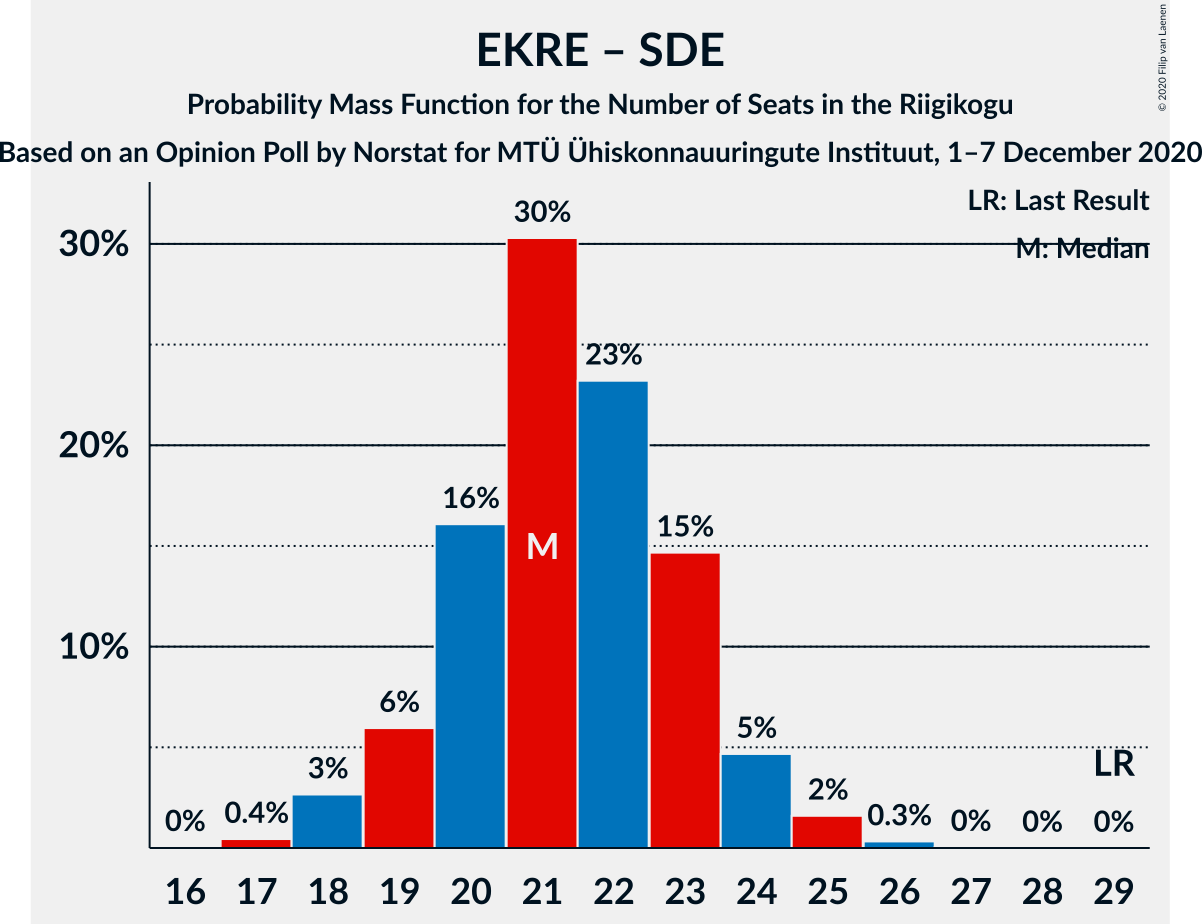 EKRE – SDE
Probability Mass Function for the Number of Seats in the Riigikogu
Based on an Opinion Poll by Norstat for MTÜ Ühiskonnauuringute Instituut, 1–7 December 2020
© 2020 Filip van Laenen
LR: Last Result
M: Median
30%
20%
10%
0%
0.4%
3%
6%
16%
30%
M
23%
15%
5%
2%
0.3%
0%
0%
LR
0%
16 17 18 19 20 21 22 23 24 25 26 27 28 29